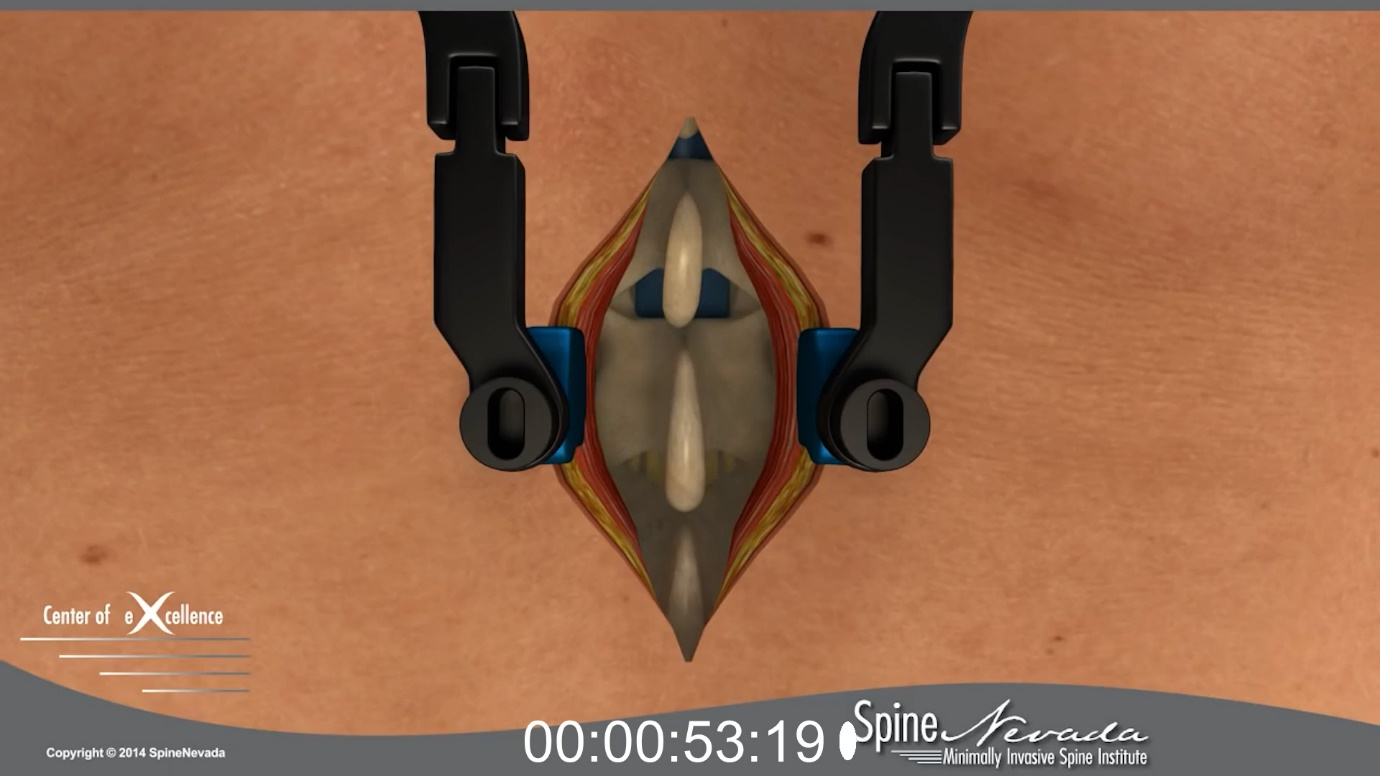 Center of eXcellence
Copyright © 2014 SpineNevada
00:00:53:19
Spine Nevada
Minimally Invasive Spine Institute